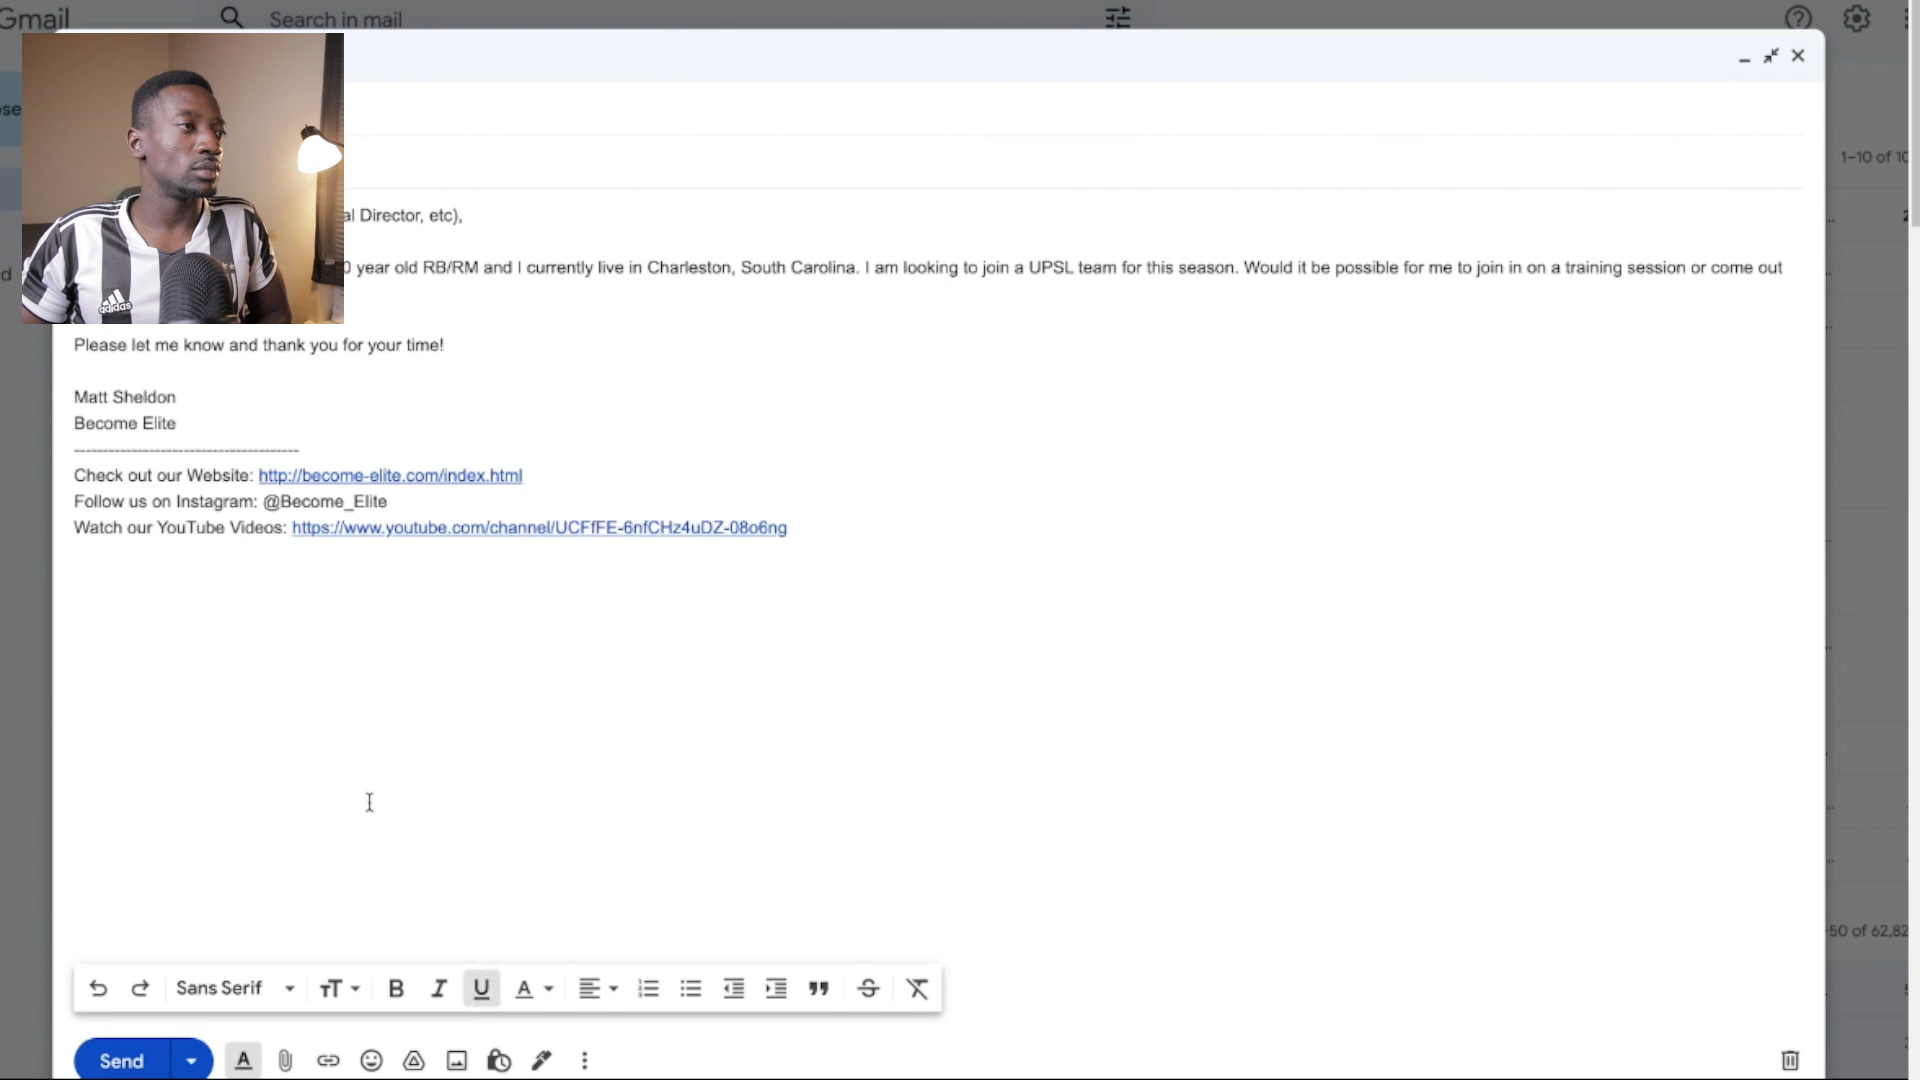 Gmail
Search in mail
1–10 of 10
al Director, etc),
0 year old RB/RM and I currently live in Charleston, South Carolina. I am looking to join a UPSL team for this season. Would it be possible for me to join in on a training session or come out
adidas
Please let me know and thank you for your time!
Matt Sheldon
Become Elite
----------------------------------------
Check out our Website: http://become-elite.com/index.html
Follow us on Instagram: @Become_Elite
Watch our YouTube Videos: https://www.youtube.com/channel/UCFfFE-6nfCHz4uDZ-08o6ng
-50 of 62,82
Sans Serif
Send